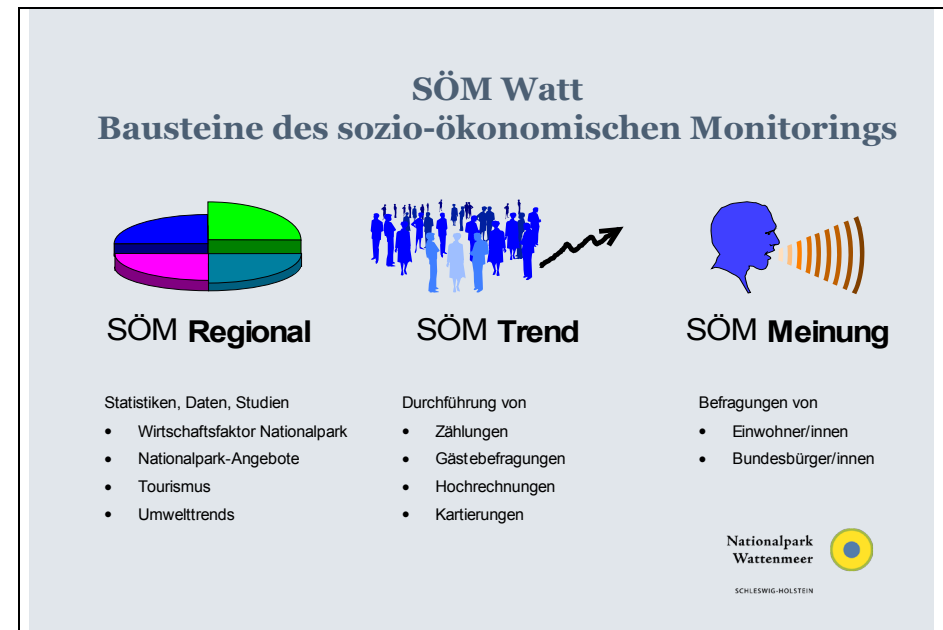 SÖM Watt
Bausteine des sozio-ökonomischen Monitorings
SÖM Regional
Statistiken, Daten, Studien
• Wirtschaftsfaktor Nationalpark
• Nationalpark-Angebote
• Tourismus
• Umwelttrends
SÖM Trend
Durchführung von
• Zählungen
• Gästebefragungen
• Hochrechnungen
• Kartierungen
SÖM Meinung
Befragungen von
• Einwohner/innen
• Bundesbürger/innen
Nationalpark
Wattenmeer
SCHLESWIG-HOLSTEIN